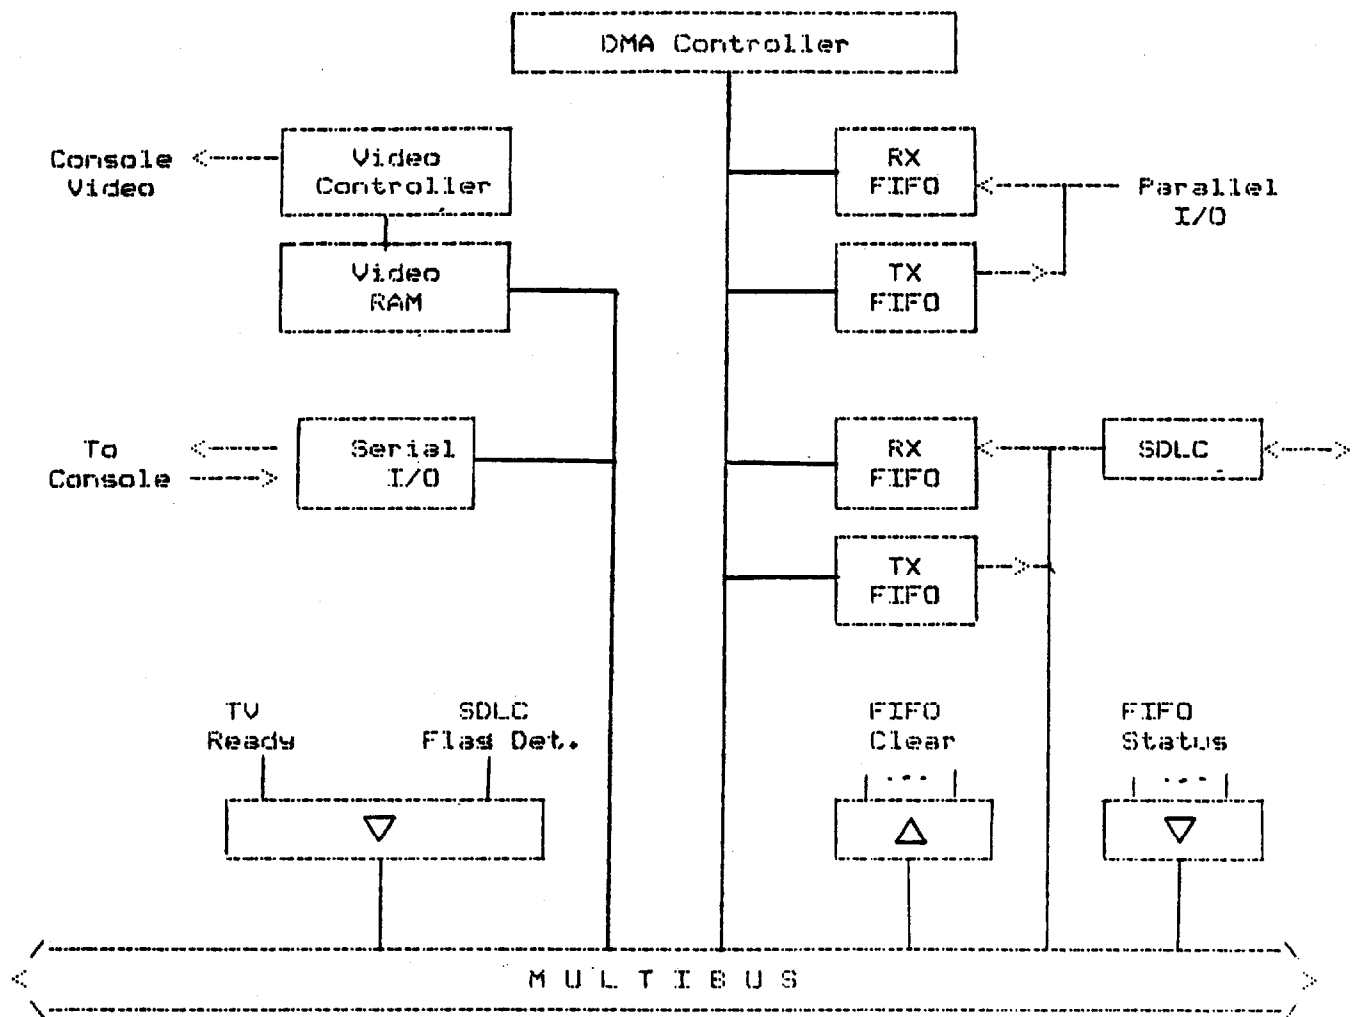 DMA Controller
Console
Video
Video
Controller
RX
FIFO
Parallel
I/O
Video
RAM
TX
FIFO
To
Console
Serial
I/O
RX
FIFO
SDLC
TX
FIFO
TV
Ready
SDLC
Flag Det.
FIFO
Clear
FIFO
Status
...
...
M U L T I B U S